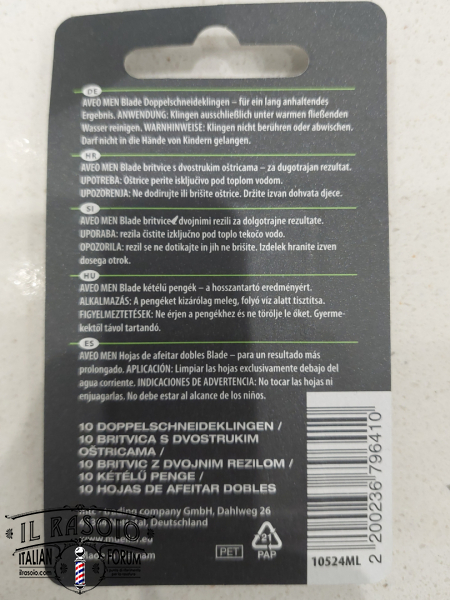 DE
AVEO MEN Blade Doppelschneideklingen – für ein lang anhaltendes
Ergebnis. ANWENDUNG: Klingen ausschließlich unter warmen fließenden
Wasser reinigen. WARNHINWEISE: Klingen nicht berühren oder abwischen.
Darf nicht in die Hände von Kindern gelangen.
HR
AVEO MEN Blade britvice s dvostrukim oštricama – za dugotrajan rezultat.
UPOTREBA: Oštrice perite isključivo pod toplom vodom.
UPOZORENJA: Ne dodirujte ili brišite oštrice. Držite izvan dohvata djece.
SI
AVEO MEN Blade britvice z dvojnimi rezili za dolgotrajne rezultate.
UPORABA: rezila čistite izključno pod toplo tekočo vodo.
OPOZORILA: rezil se ne dotikajte in jih ne brišite. Izdelek hranite izven
dosega otrok.
HU
AVEO MEN Blade kétélű pengék – a hosszantartó eredményért.
ALKALMAZÁS: A pengéket kizárólag meleg, folyó víz alatt tisztítsa.
FIGYELMEZTETÉSEK: Ne érjen a pengékhez és ne törölje le őket. Gyerme-
kektől távol tartandó.
ES
AVEO MEN Hojas de afeitar dobles Blade – para un resultado más
prolongado. APLICACIÓN: Limpiar las hojas exclusivamente debajo del
agua corriente. INDICACIONES DE ADVERTENCIA: No tocar las hojas ni
enjuagarlas. No debe estar al alcance de los niños.
10 DOPPELSCHNEIDEKLINGEN /
10 BRITVICA S DVOSTRUKIM
OŠTRICAMA /
10 BRITVIC Z DVOJNIM REZILOM /
10 KÉTÉLŰ PENGE /
10 HOJAS DE AFEITAR DOBLES
company GmbH, Dahlweg 26
Deutschland
PET
21
PAP
10524ML
2 200236 796410
IL RASOIO
ITALIAN FORUM
ilrasoio.com